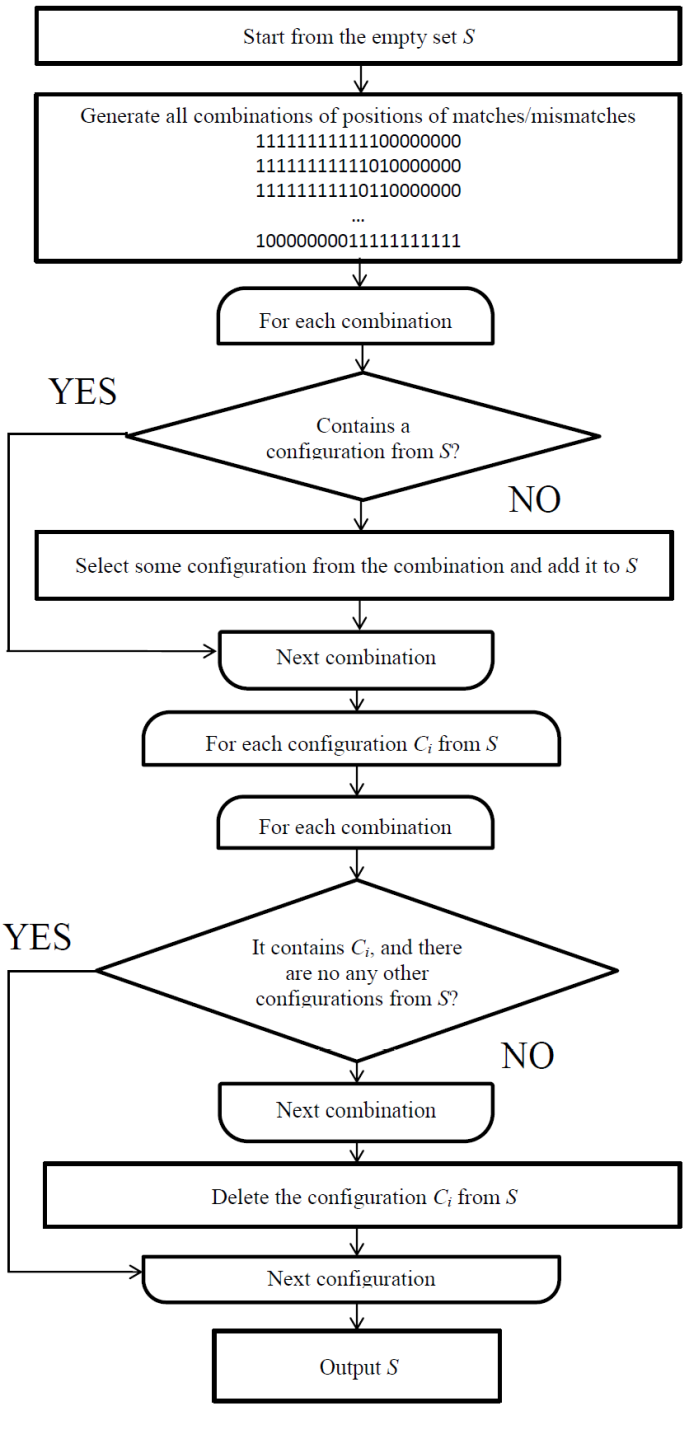 Start from the empty set S
Generate all combinations of positions of matches/mismatches
11111111111100000000
11111111111010000000
11111111110110000000
...
10000000011111111111
For each combination
YES
Contains a
configuration from S?
NO
Select some configuration from the combination and add it to S
Next combination
For each configuration Ci from S
For each combination
YES
It contains Ci, and there
are no any other
configurations from S?
NO
Next combination
Delete the configuration Ci from S
Next configuration
Output S